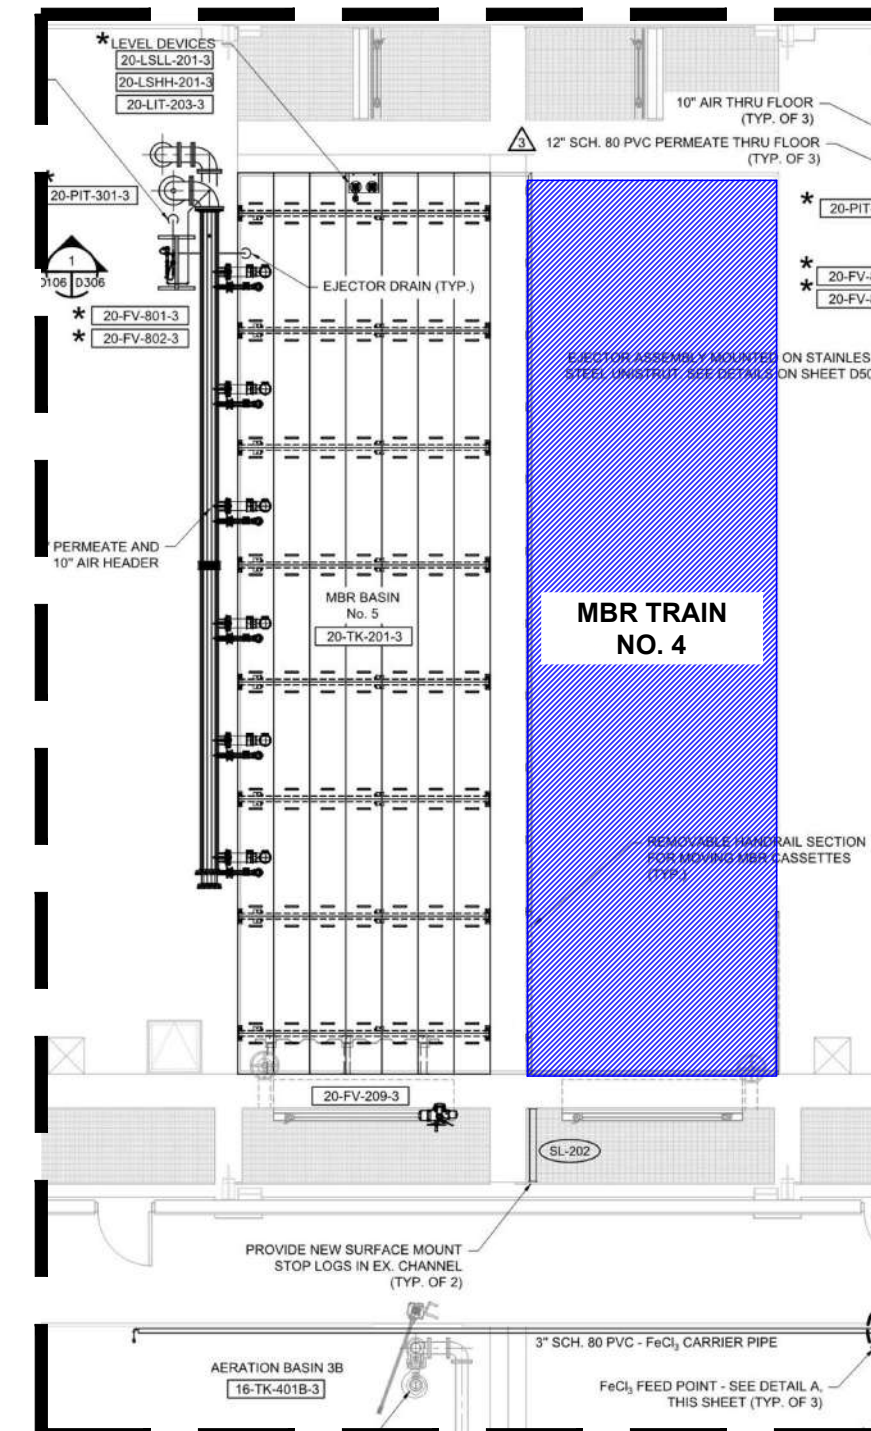 * LEVEL DEVICES
20-LSLL-201-3
20-LSHH-201-3
20-LIT-203-3
10" AIR THRU FLOOR
(TYP. OF 3)
3
12" SCH. 80 PVC PERMEATE THRU FLOOR
(TYP. OF 3)
*
20-PIT-301-3
* 20-PIT-
1
D106 D306
EJECTOR DRAIN (TYP.)
* 20-FV-801-3
* 20-FV-802-3
* 20-FV-8
* 20-FV-8
EJECTOR ASSEMBLY MOUNTED ON STAINLES
STEEL UNISTRUT. SEE DETAILS ON SHEET D50
" PERMEATE AND
10" AIR HEADER
MBR BASIN
No. 5
20-TK-201-3
MBR TRAIN
NO. 4
REMOVABLE HANDRAIL SECTION
FOR MOVING MBR CASSETTES
(TYP.)
20-FV-209-3
SL-202
PROVIDE NEW SURFACE MOUNT
STOP LOGS IN EX. CHANNEL
(TYP. OF 2)
3" SCH. 80 PVC - FeCl₃ CARRIER PIPE
AERATION BASIN 3B
16-TK-401B-3
FeCl₃ FEED POINT - SEE DETAIL A,
THIS SHEET (TYP. OF 3)